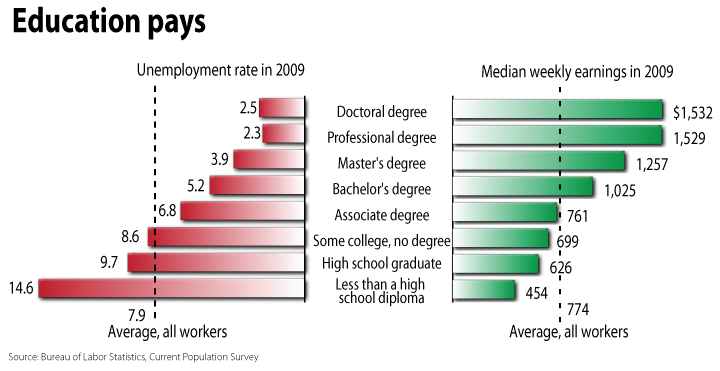 Education pays
Unemployment rate in 2009
Median weekly earnings in 2009
2.5 Doctoral degree $1,532
2.3 Professional degree 1,529
3.9 Master's degree 1,257
5.2 Bachelor's degree 1,025
6.8 Associate degree 761
8.6 Some college, no degree 699
9.7 High school graduate 626
14.6 Less than a high 454
school diploma
7.9 774
Average, all workers Average, all workers
Source: Bureau of Labor Statistics, Current Population Survey